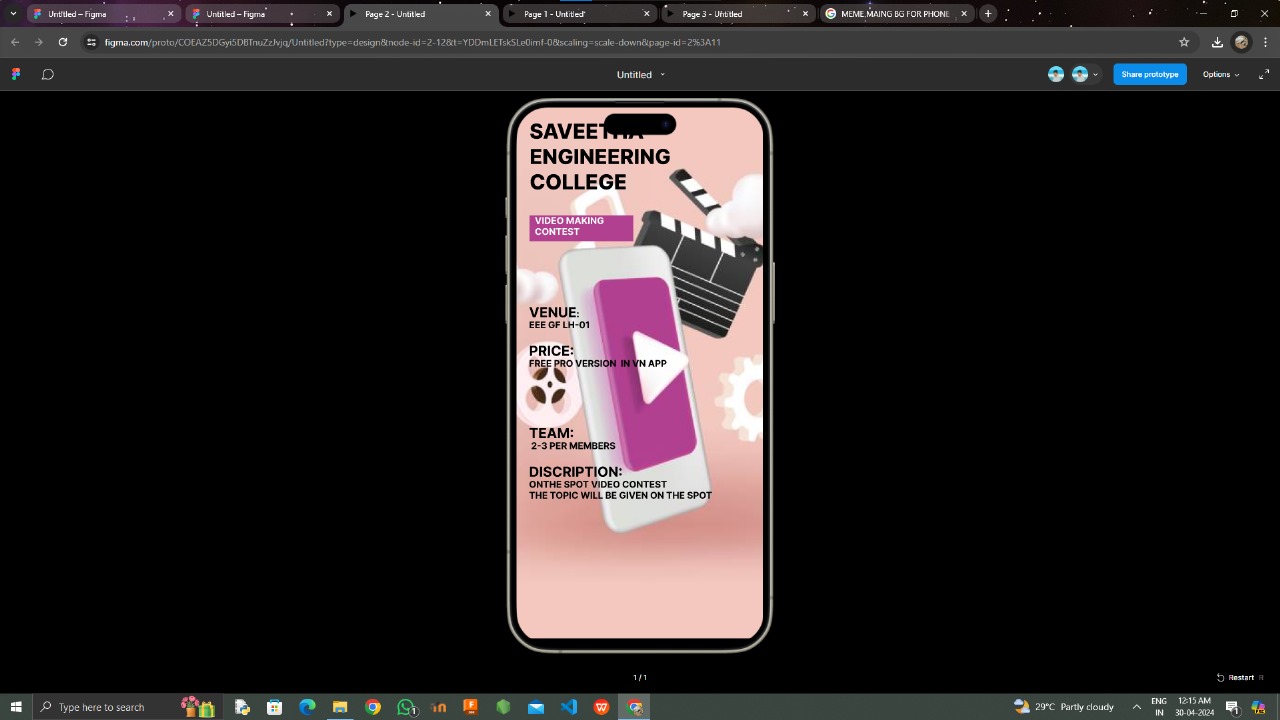 Untitled – Figma
Untitled – Figma
Page 2 - Untitled
Page 1 - Untitled
Page 3 - Untitled
MEME,MAING BG FOR PHONE
figma.com/proto/COEAZ5DGyi5DBTnuZzJvjq/Untitled?type=design&node-id=2-12&t=YDDmLETskSLe0imf-0&scaling=scale-down&page-id=2%3A11
Untitled
Share prototype
Options
SAVEETHA
ENGINEERING
COLLEGE
VIDEO MAKING
CONTEST
VENUE:
EEE GF LH-01
PRICE:
FREE PRO VERSION IN VN APP
TEAM:
2-3 PER MEMBERS
DISCRIPTION:
ONTHE SPOT VIDEO CONTEST
THE TOPIC WILL BE GIVEN ON THE SPOT
1 / 1
Restart R
Type here to search
1
29°C Partly cloudy
ENG
IN
12:15 AM
30-04-2024